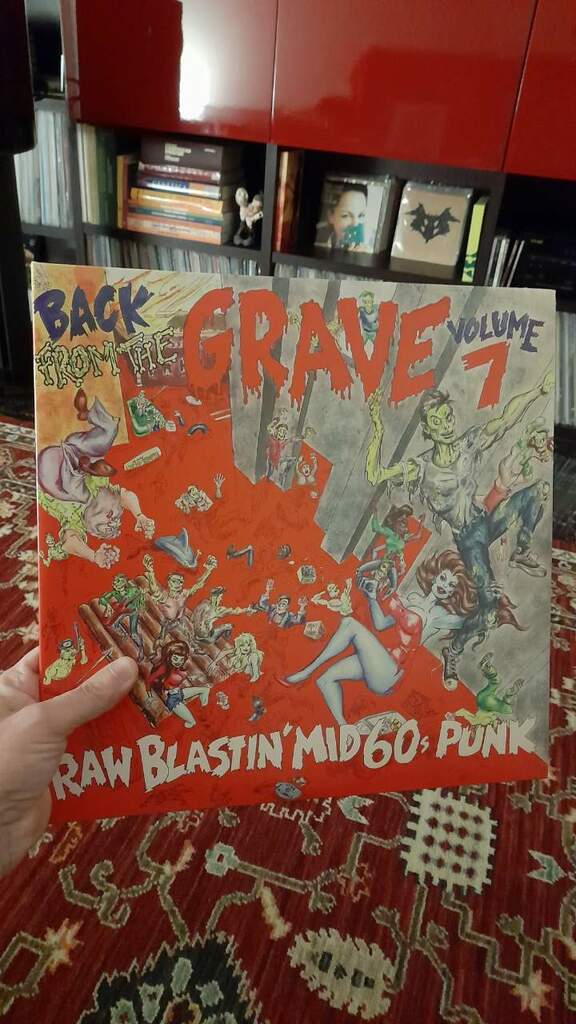 BACK
FROM THE
GRAVE
VOLUME
7
RAW BLASTIN' MID 60s PUNK